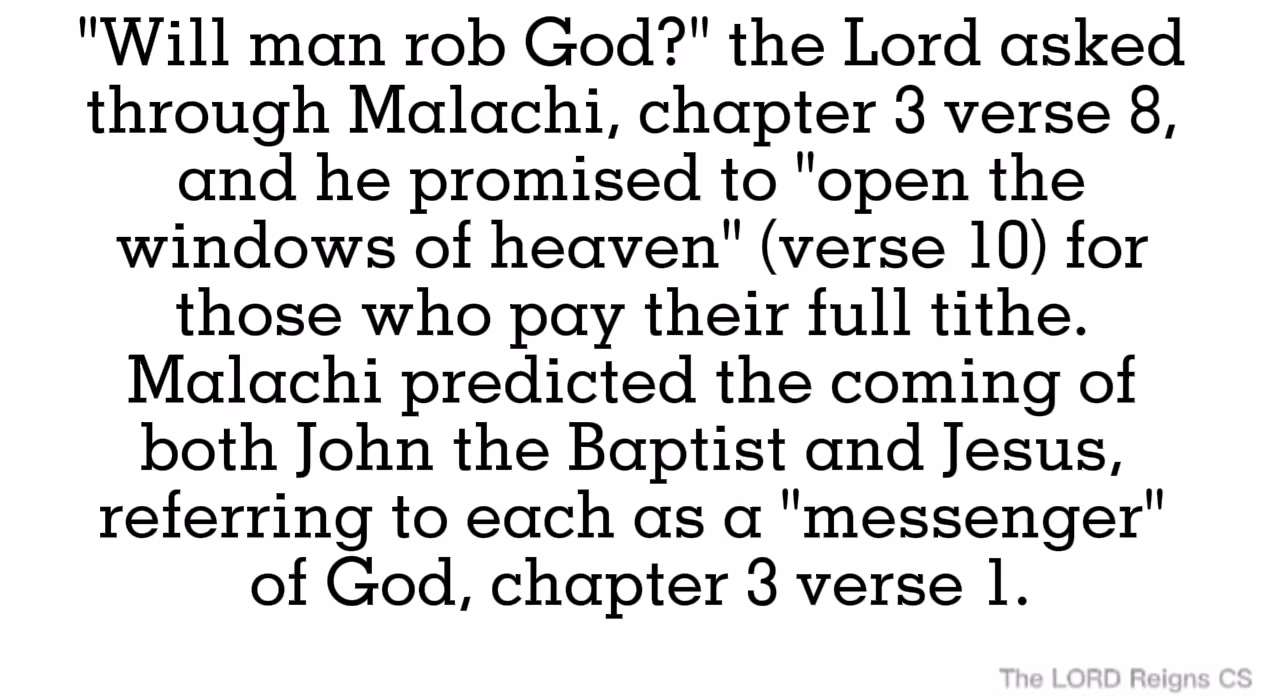 "Will man rob God?" the Lord asked
through Malachi, chapter 3 verse 8,
and he promised to "open the
windows of heaven" (verse 10) for
those who pay their full tithe.
Malachi predicted the coming of
both John the Baptist and Jesus,
referring to each as a "messenger"
of God, chapter 3 verse 1.
The LORD Reigns CS